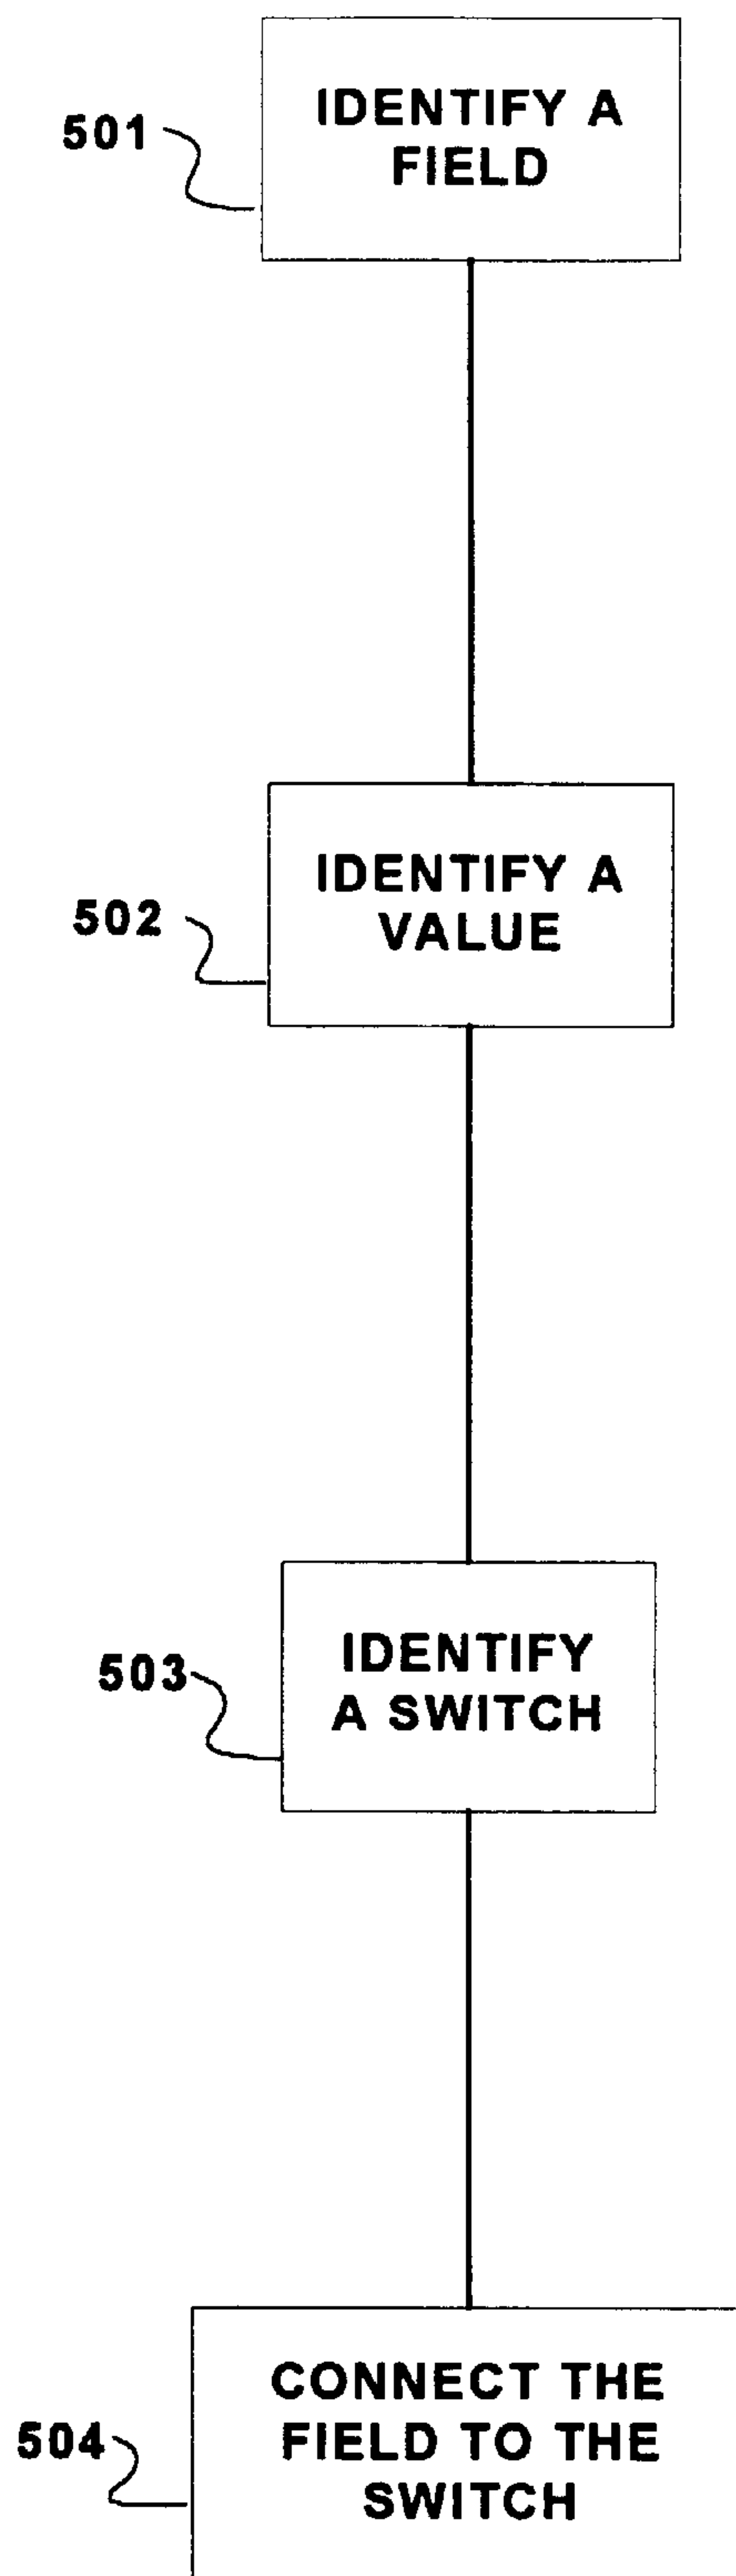 501
IDENTIFY A
FIELD
502
IDENTIFY A
VALUE
503
IDENTIFY
A SWITCH
504
CONNECT THE
FIELD TO THE
SWITCH